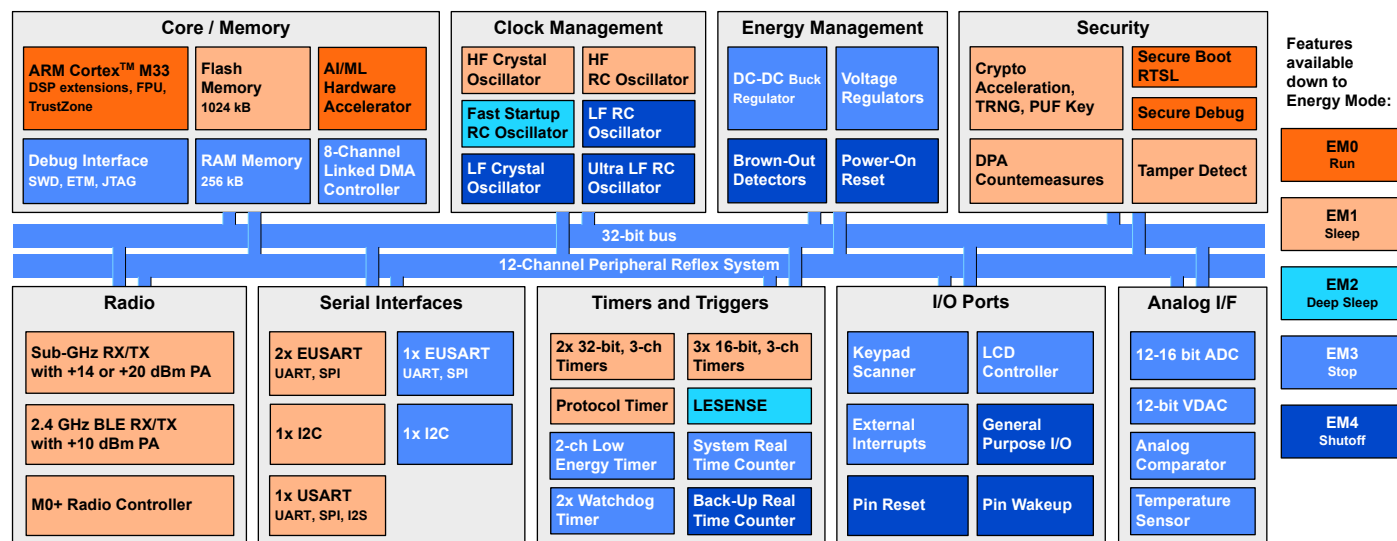 Core / Memory
ARM Cortex™ M33
DSP extensions, FPU,
TrustZone
Flash
Memory
1024 kB
AI/ML
Hardware
Accelerator
Debug Interface
SWD, ETM, JTAG
RAM Memory
256 kB
8-Channel
Linked DMA
Controller
Clock Management
HF Crystal
Oscillator
HF
RC Oscillator
Fast Startup
RC Oscillator
LF RC
Oscillator
LF Crystal
Oscillator
Ultra LF RC
Oscillator
Energy Management
DC-DC Buck
Regulator
Voltage
Regulators
Brown-Out
Detectors
Power-On
Reset
Security
Crypto
Acceleration,
TRNG, PUF Key
Secure Boot
RTSL
Secure Debug
DPA
Countemeasures
Tamper Detect
Features
available
down to
Energy Mode:
EM0
Run
EM1
Sleep
EM2
Deep Sleep
EM3
Stop
EM4
Shutoff
32-bit bus
12-Channel Peripheral Reflex System
Radio
Sub-GHz RX/TX
with +14 or +20 dBm PA
2.4 GHz BLE RX/TX
with +10 dBm PA
M0+ Radio Controller
Serial Interfaces
2x EUSART
UART, SPI
1x EUSART
UART, SPI
1x I2C
1x I2C
1x USART
UART, SPI, I2S
Timers and Triggers
2x 32-bit, 3-ch
Timers
3x 16-bit, 3-ch
Timers
Protocol Timer
LESENSE
2-ch Low
Energy Timer
System Real
Time Counter
2x Watchdog
Timer
Back-Up Real
Time Counter
I/O Ports
Keypad
Scanner
LCD
Controller
External
Interrupts
General
Purpose I/O
Pin Reset
Pin Wakeup
Analog I/F
12-16 bit ADC
12-bit VDAC
Analog
Comparator
Temperature
Sensor